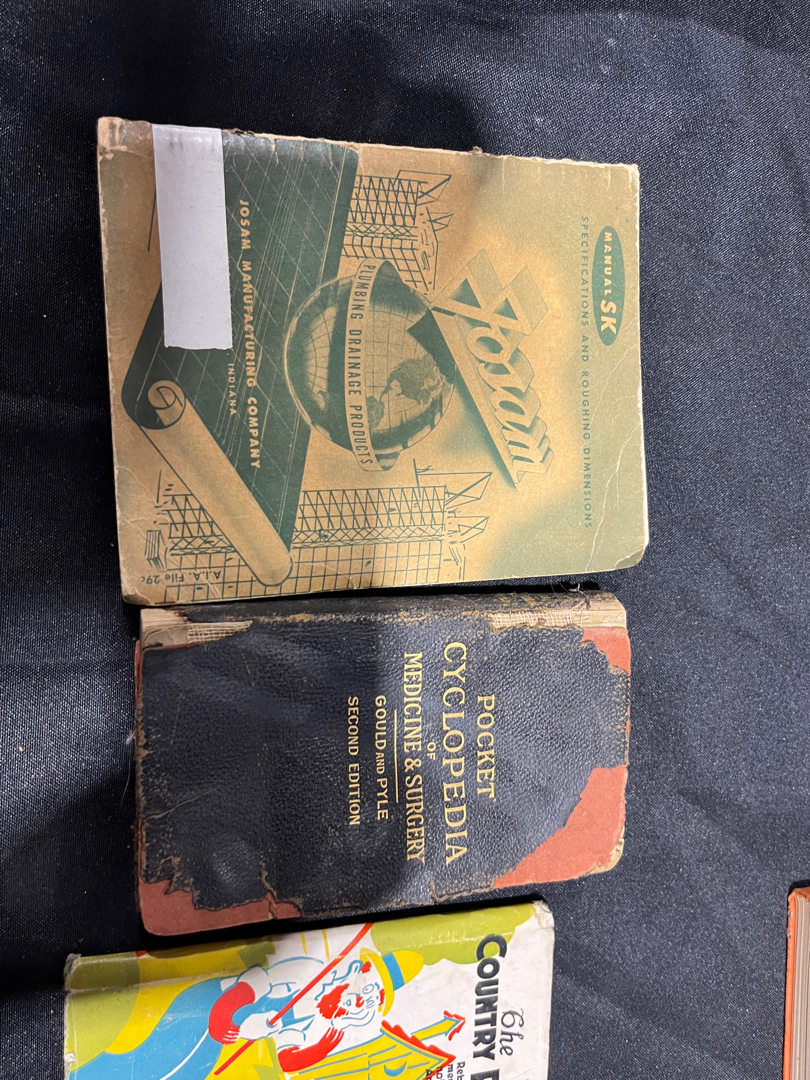 MANUAL SK
SPECIFICATIONS AND ROUGHING DIMENSIONS
Josam
PLUMBING DRAINAGE PRODUCTS
JOSAM MANUFACTURING COMPANY
INDIANA
A.I.A. File 29c
POCKET
CYCLOPEDIA
OF
MEDICINE & SURGERY
GOULD AND PYLE
SECOND EDITION
The
COUNTRY